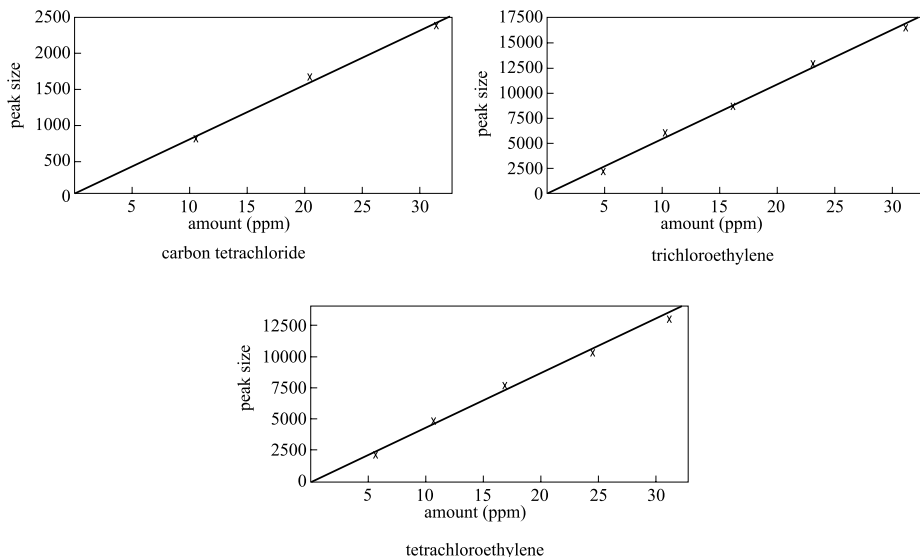 2500
2000
1500
1000
500
0
peak size
5 10 15 20 25 30
amount (ppm)
carbon tetrachloride
17500
15000
12500
10000
7500
5000
2500
0
peak size
5 10 15 20 25 30
amount (ppm)
trichloroethylene
12500
10000
7500
5000
2500
0
peak size
5 10 15 20 25 30
amount (ppm)
tetrachloroethylene